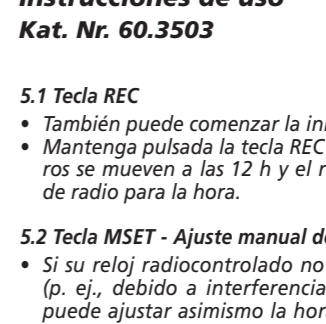 Instrucciones de uso
Kat. Nr. 60.3503
5.1 Tecla REC
• También puede comenzar la
• Mantenga pulsada la tecla REC
ros se mueven a las 12 h y el
de radio para la hora.
5.2 Tecla MSET - Ajuste manual
• Si su reloj radiocontrolado no
(p. ej., debido a interferencia
puede ajustar asimismo la